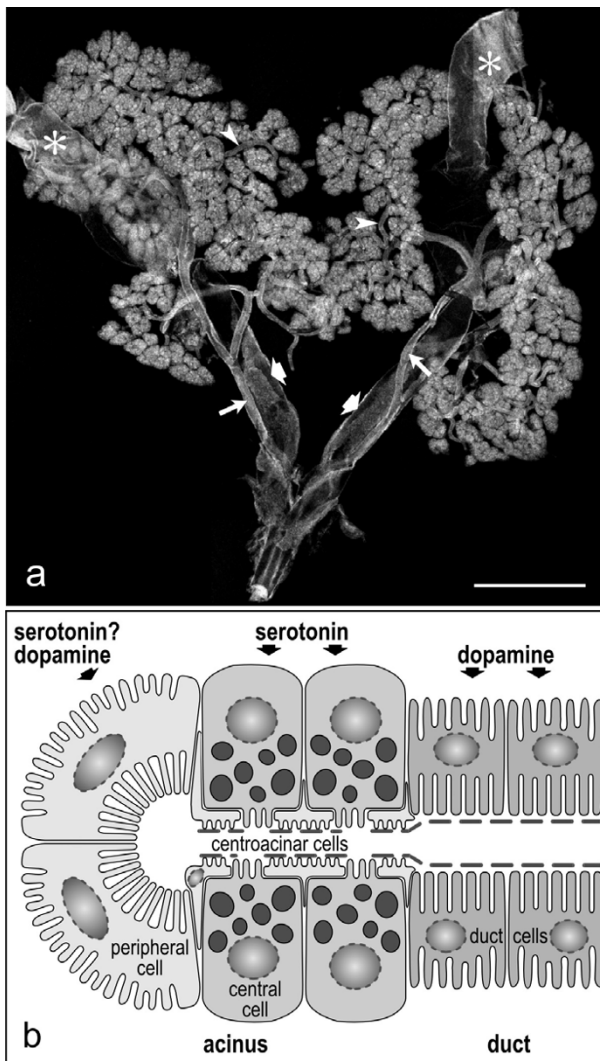 a
serotonin?
dopamine
serotonin
dopamine
centroacinar cells
peripheral
cell
central
cell
duct cells
b
acinus
duct